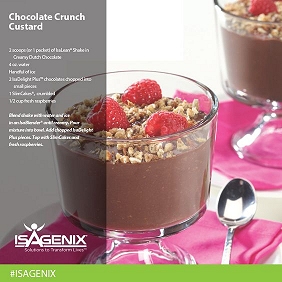 Chocolate Crunch
Custard
2 scoops (or 1 packet) of IsaLean® Shake in
Creamy Dutch Chocolate
4 oz. water
Handful of ice
2 IsaDelight Plus™ chocolates chopped into
small pieces
1 SlimCakes®, crumbled
1/2 cup fresh raspberries
Blend shake with water and ice
in an IsaBlender® until creamy. Pour
mixture into bowl. Add chopped IsaDelight
Plus pieces. Top with SlimCakes and
fresh raspberries.
ISAGENIX
Solutions to Transform Lives™
#ISAGENIX